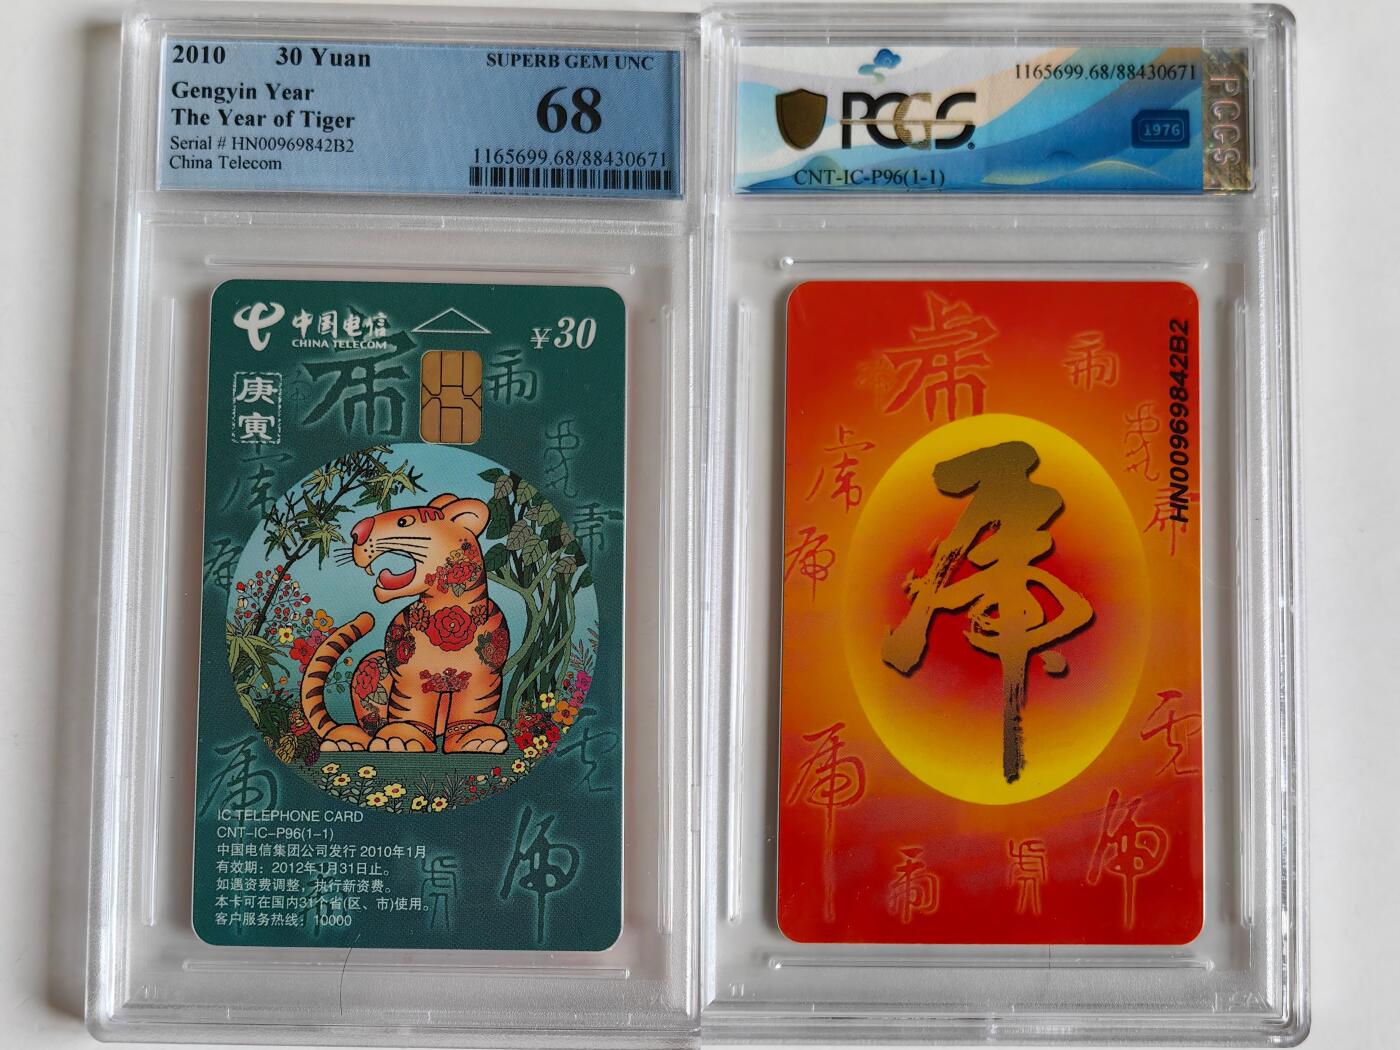 2010 30 Yuan SUPERB GEM UNC
Gengyin Year 68
The Year of Tiger
Serial # HN00969842B2
China Telecom 1165699.68/88430671
中国电信
CHINA TELECOM
¥30
庚
寅
IC TELEPHONE CARD
CNT-IC-P96(1-1)
中国电信集团公司发行 2010年1月
有效期：2012年1月31日止。
如遇资费调整，执行新资费。
本卡可在国内31个省(区、市)使用。
客户服务热线：10000
1165699.68/88430671
PCGS
1976
CNT-IC-P96(1-1)
PCGS
HN00969842B2
虎